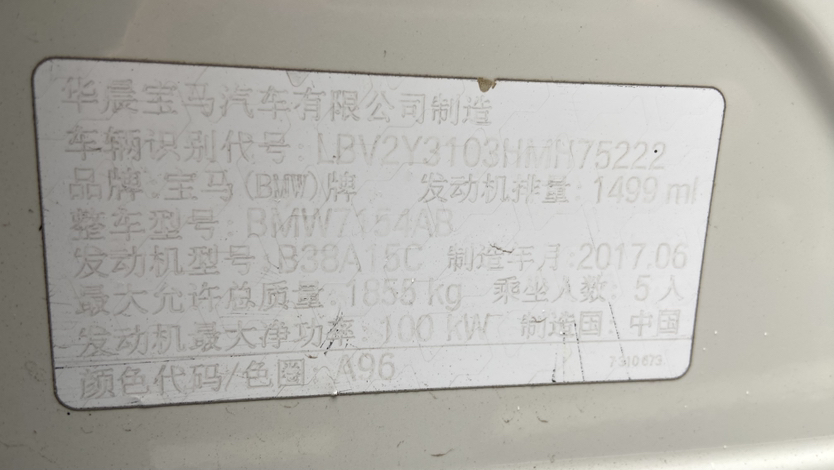 华晨宝马汽车有限公司制造
车辆识别代号: LBV2Y3103HMH75222
品牌:宝马(BMW)牌 发动机排量:1499 ml
整车型号: BMW7154AB
发动机型号:B38A15C 制造年月:2017.06
最大允许总质量:1855 kg 乘坐人数: 5 人
发动机最大净功率:100 kW 制造国: 中国
颜色代码/色圈: A96 7310673